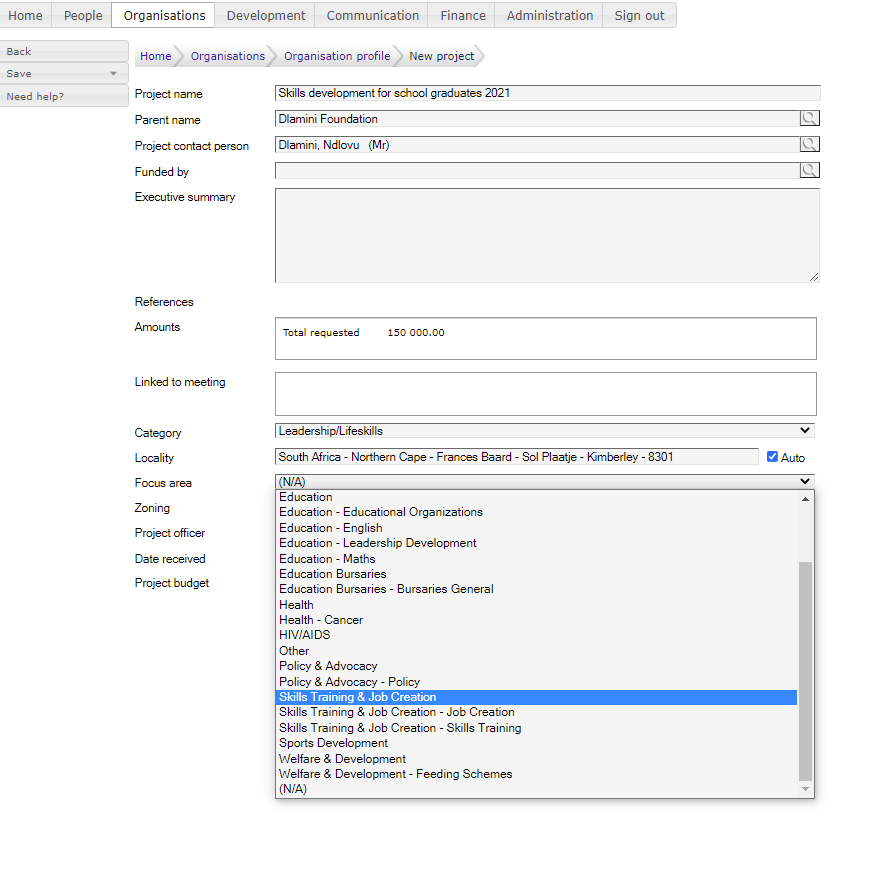 Home People Organisations Development Communication Finance Administration Sign out
Back
Save
Need help?
Home Organisations Organisation profile New project
Project name Skills development for school graduates 2021
Parent name Dlamini Foundation
Project contact person Dlamini, Ndlovu (Mr)
Funded by
Executive summary
References
Amounts Total requested 150 000.00
Linked to meeting
Category Leadership/Lifeskills
Locality South Africa - Northern Cape - Frances Baard - Sol Plaatje - Kimberley - 8301 Auto
Focus area (N/A)
Zoning
Project officer
Date received
Project budget
Education
Education - Educational Organizations
Education - English
Education - Leadership Development
Education - Maths
Education Bursaries
Education Bursaries - Bursaries General
Health
Health - Cancer
HIV/AIDS
Other
Policy & Advocacy
Policy & Advocacy - Policy
Skills Training & Job Creation
Skills Training & Job Creation - Job Creation
Skills Training & Job Creation - Skills Training
Sports Development
Welfare & Development
Welfare & Development - Feeding Schemes
(N/A)